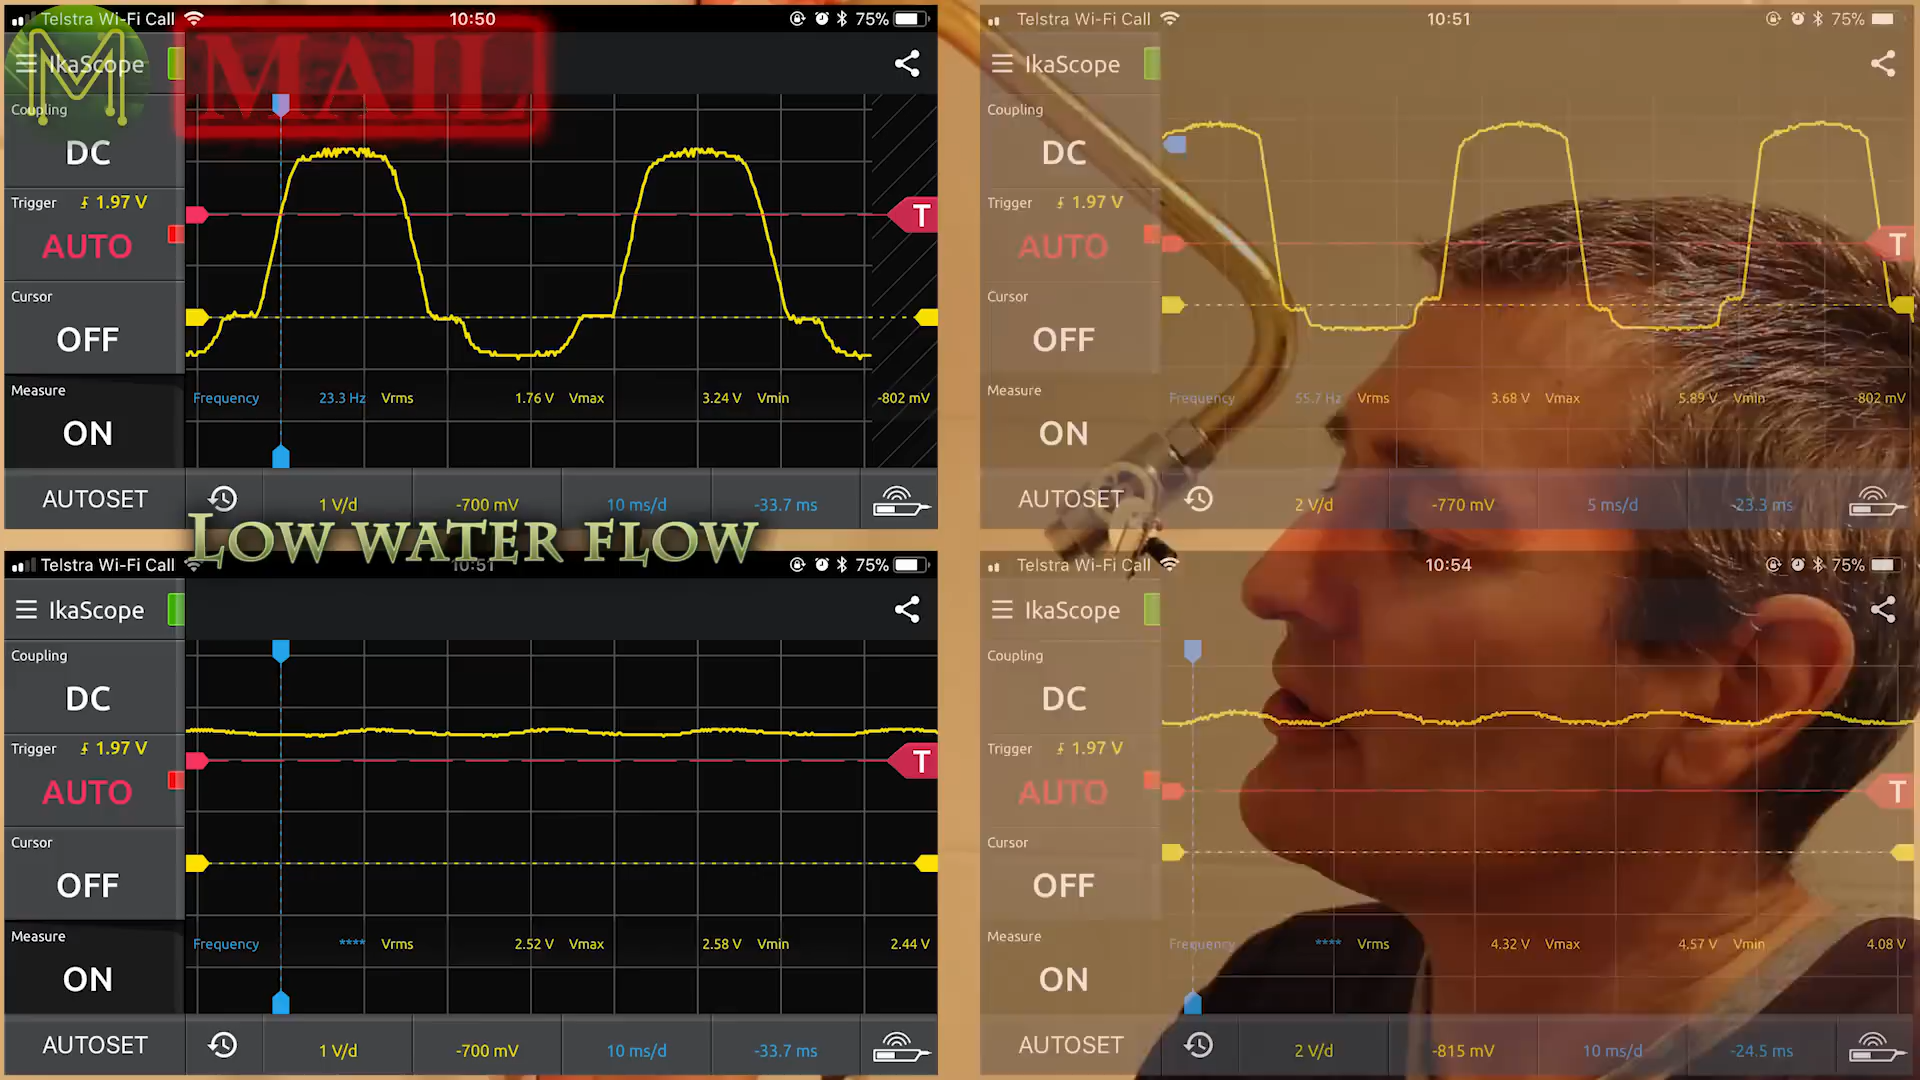 Telstra Wi-Fi Call 10:50 75%
IkaScope
M
MAIL
Coupling
DC
Trigger 1.97 V
AUTO
T
Cursor
OFF
Measure
ON
Frequency 23.3 Hz Vrms 1.76 V Vmax 3.24 V Vmin -802 mV
AUTOSET 1 V/d -700 mV 10 ms/d -33.7 ms
Telstra Wi-Fi Call 10:51 75%
IkaScope
Coupling
DC
Trigger 1.97 V
AUTO
T
Cursor
OFF
Measure
ON
Frequency 55.7 Hz Vrms 3.68 V Vmax 5.89 V Vmin -802 mV
AUTOSET 2 V/d -770 mV 5 ms/d -23.3 ms
LOW WATER FLOW
Telstra Wi-Fi Call 10:51 75%
IkaScope
Coupling
DC
Trigger 1.97 V
AUTO
T
Cursor
OFF
Measure
ON
Frequency **** Vrms 2.52 V Vmax 2.58 V Vmin 2.44 V
AUTOSET 1 V/d -700 mV 10 ms/d -33.7 ms
Telstra Wi-Fi Call 10:54 75%
IkaScope
Coupling
DC
Trigger 1.97 V
AUTO
T
Cursor
OFF
Measure
ON
Frequency **** Vrms 4.32 V Vmax 4.57 V Vmin 4.08 V
AUTOSET 2 V/d -815 mV 10 ms/d -24.5 ms